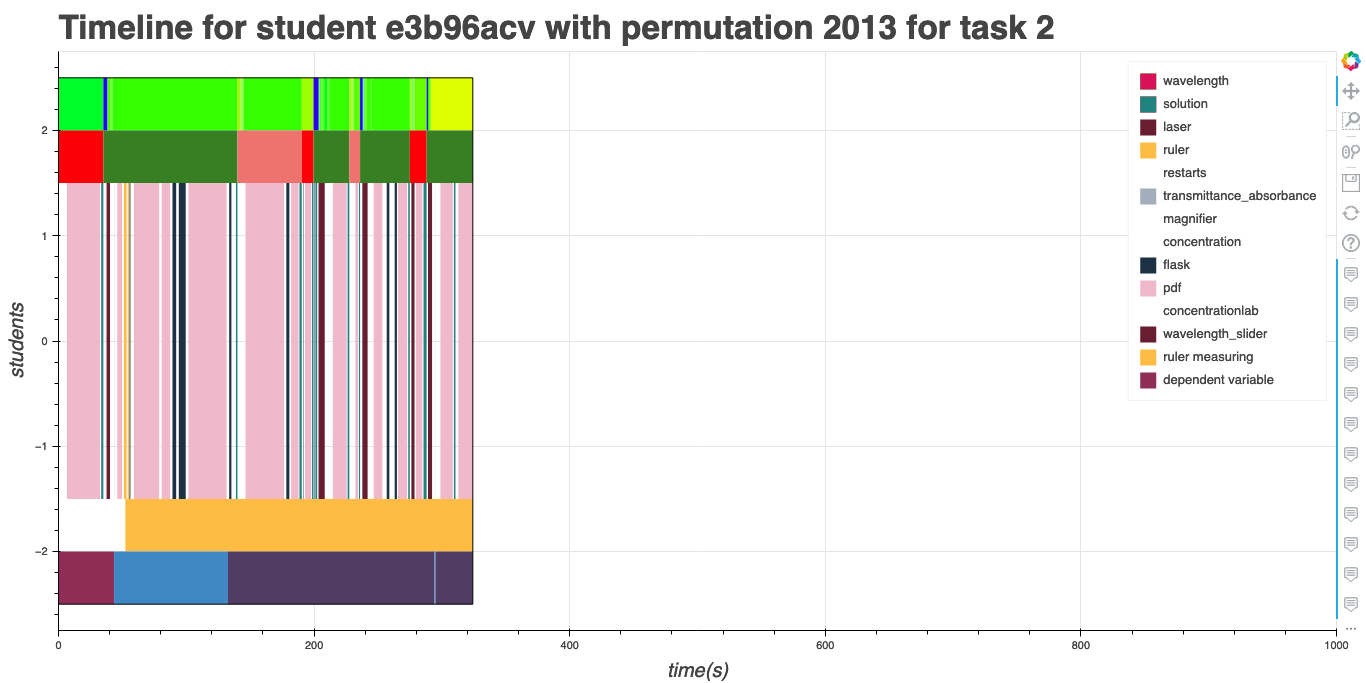 Timeline for student e3b96acv with permutation 2013 for task 2
wavelength
solution
laser
ruler
restarts
transmittance_absorbance
magnifier
concentration
flask
pdf
concentrationlab
wavelength_slider
ruler measuring
dependent variable
students
2
1
0
−1
−2
0 200 400 600 800 1000
time(s)